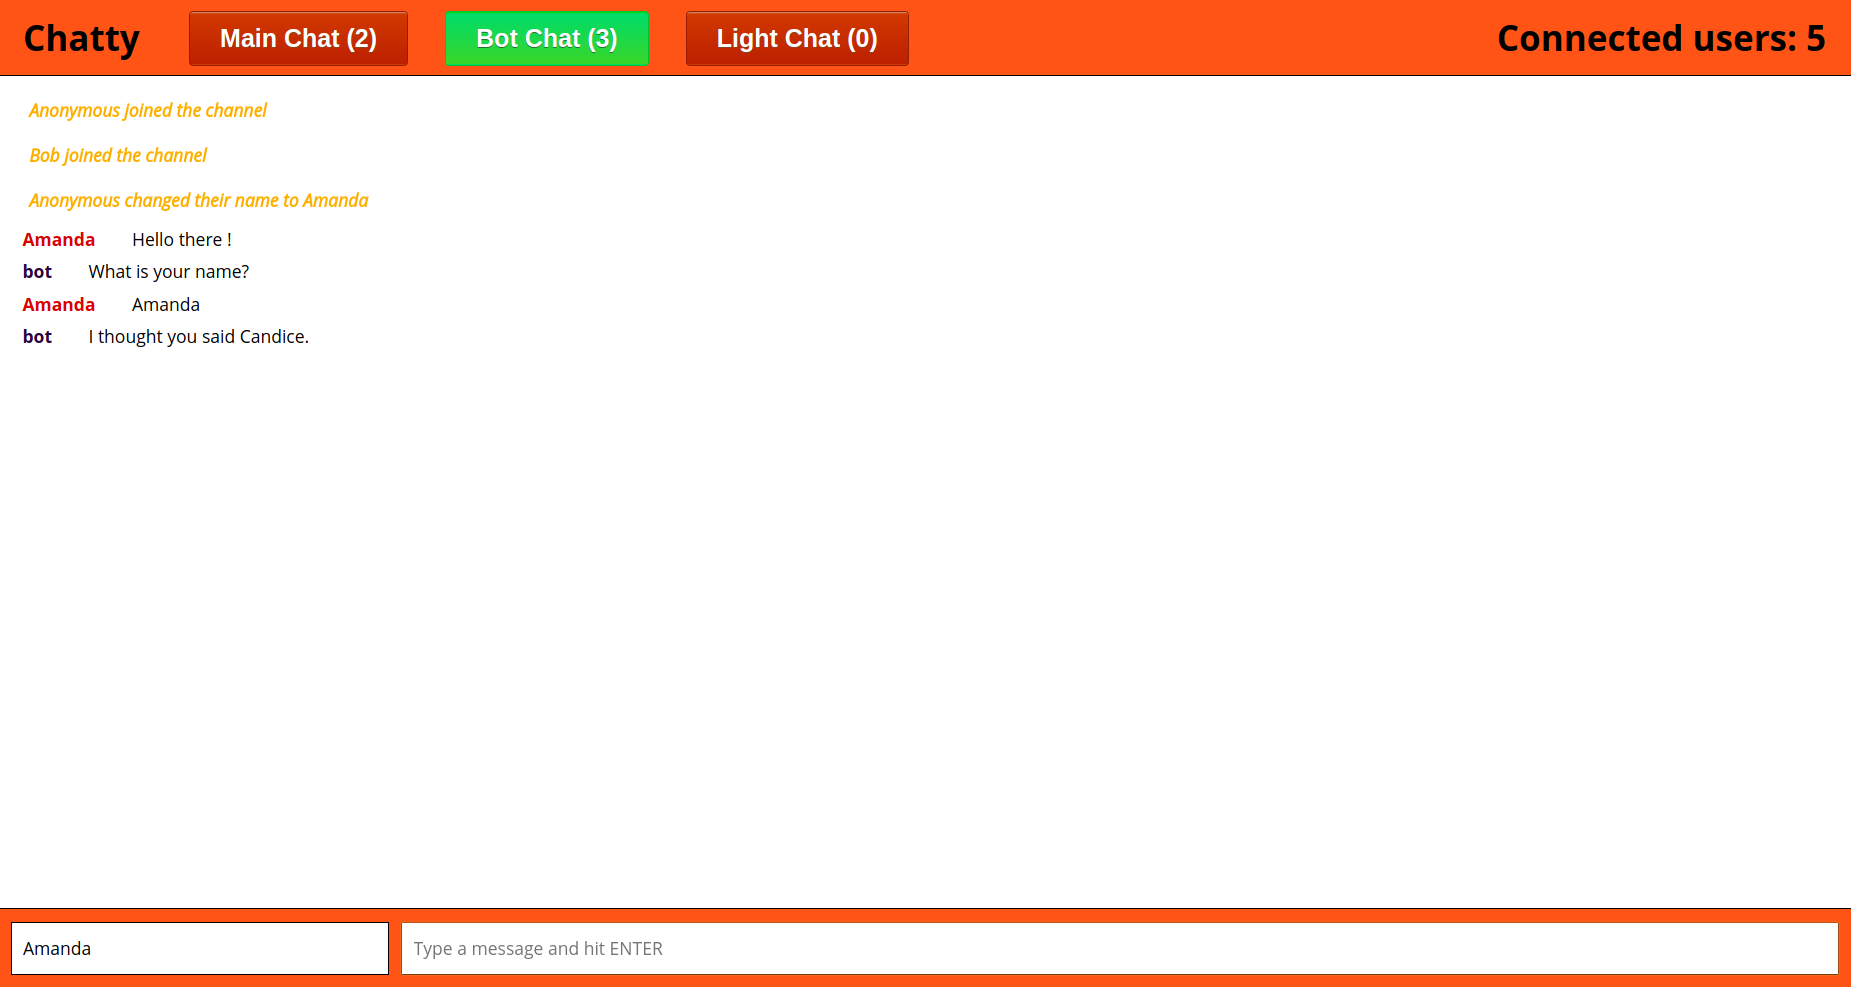 Chatty Main Chat (2) Bot Chat (3) Light Chat (0) Connected users: 5
Anonymous joined the channel
Bob joined the channel
Anonymous changed their name to Amanda
Amanda Hello there !
bot What is your name?
Amanda Amanda
bot I thought you said Candice.
Amanda Type a message and hit ENTER